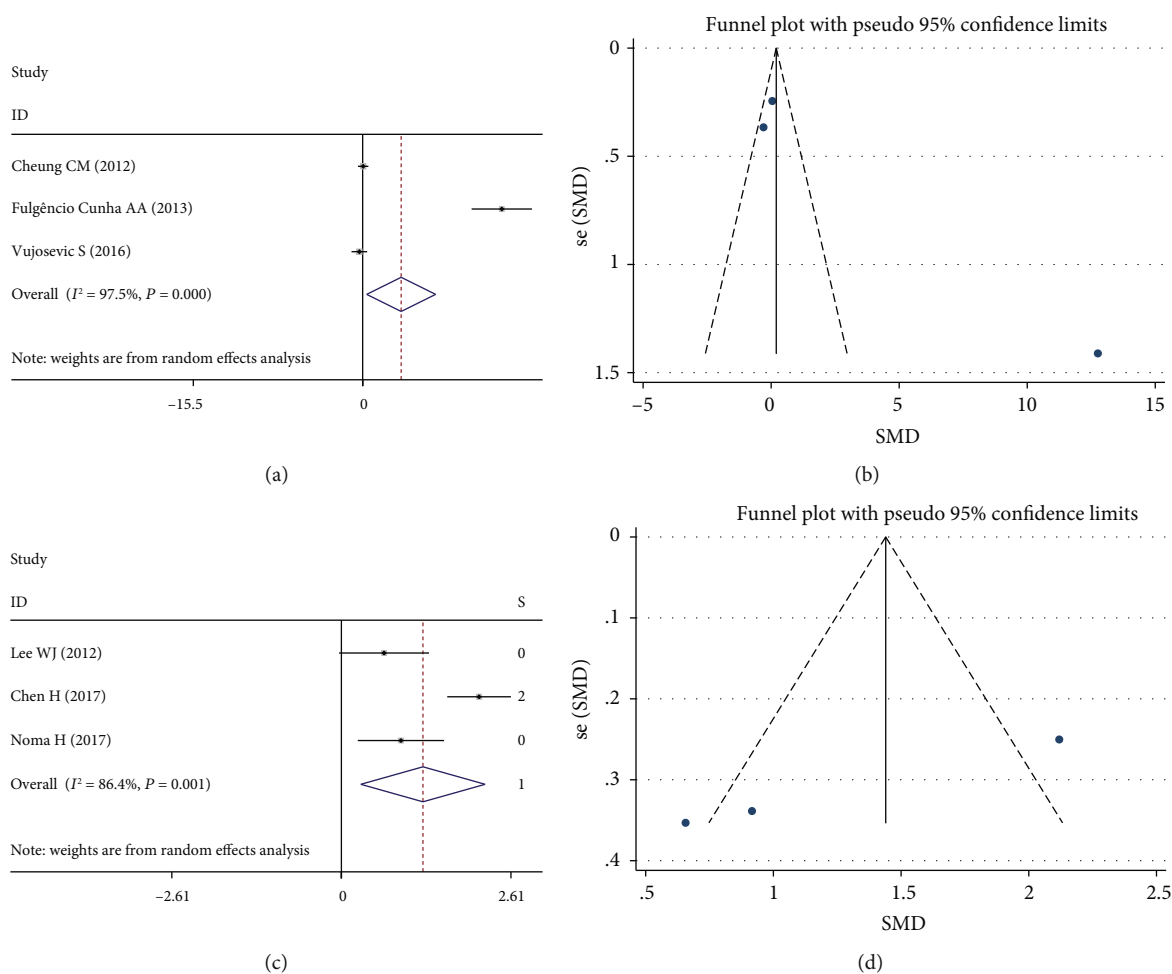 Study
ID
Cheung CM (2012)
Fulgêncio Cunha AA (2013)
Vujosevic S (2016)
Overall (I² = 97.5%, P = 0.000)
Note: weights are from random effects analysis
−15.5 0
(a)
Funnel plot with pseudo 95% confidence limits
0
.5
1
1.5
se (SMD)
−5 0 5 10 15
SMD
(b)
Study
ID S
Lee WJ (2012) 0
Chen H (2017) 2
Noma H (2017) 0
Overall (I² = 86.4%, P = 0.001) 1
Note: weights are from random effects analysis
−2.61 0 2.61
(c)
Funnel plot with pseudo 95% confidence limits
0
.1
.2
.3
.4
se (SMD)
.5 1 1.5 2 2.5
SMD
(d)